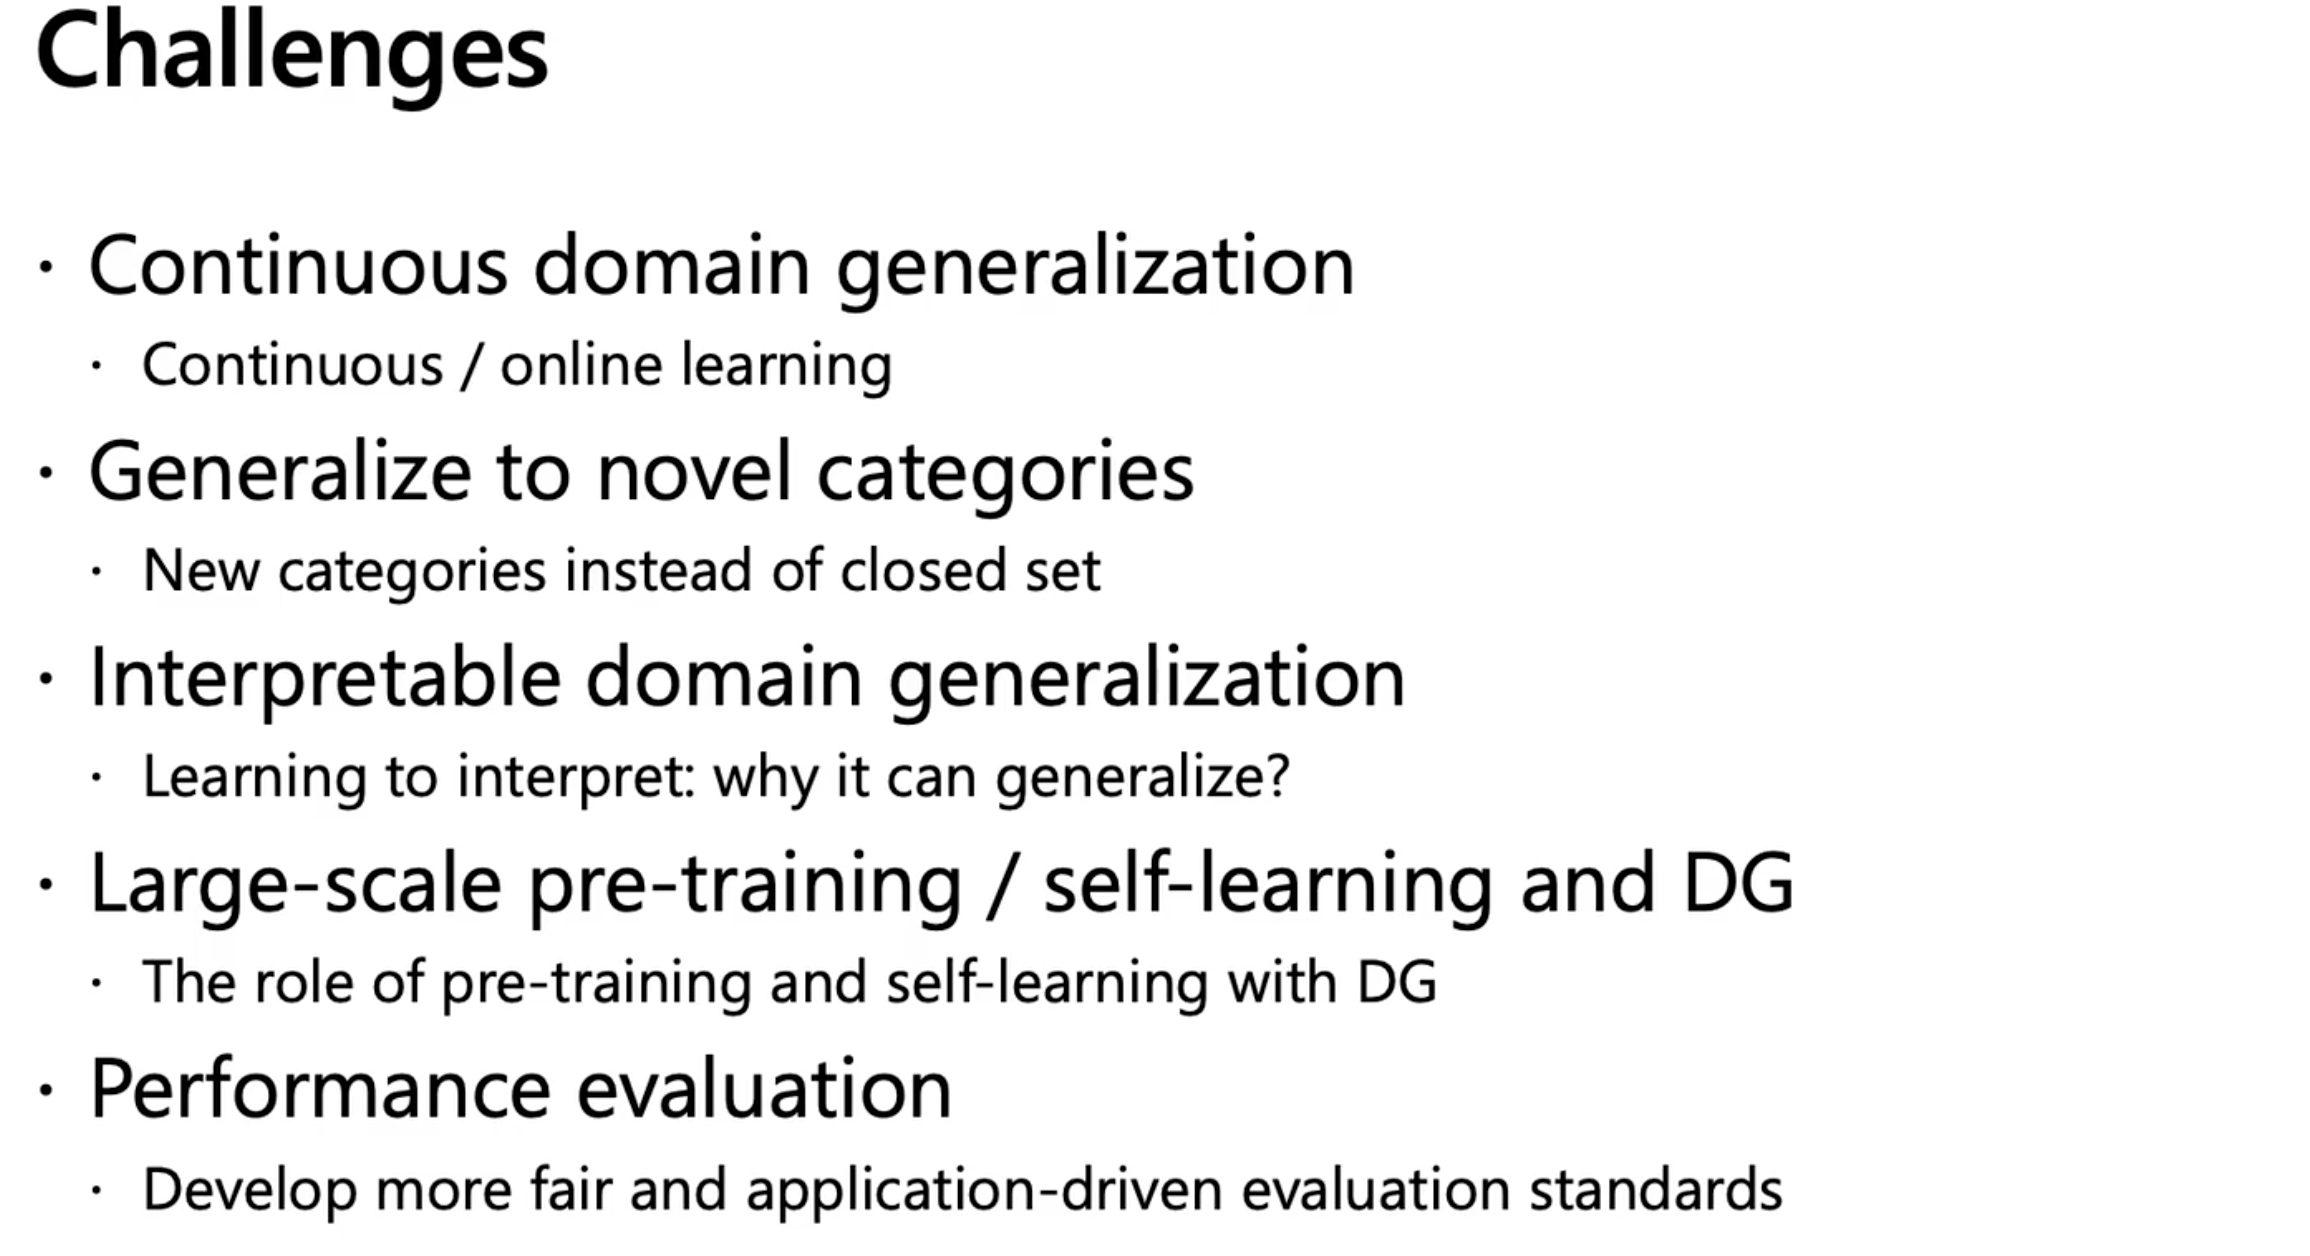 Challenges
· Continuous domain generalization
· Continuous / online learning
· Generalize to novel categories
· New categories instead of closed set
· Interpretable domain generalization
· Learning to interpret: why it can generalize?
· Large-scale pre-training / self-learning and DG
· The role of pre-training and self-learning with DG
· Performance evaluation
· Develop more fair and application-driven evaluation standards